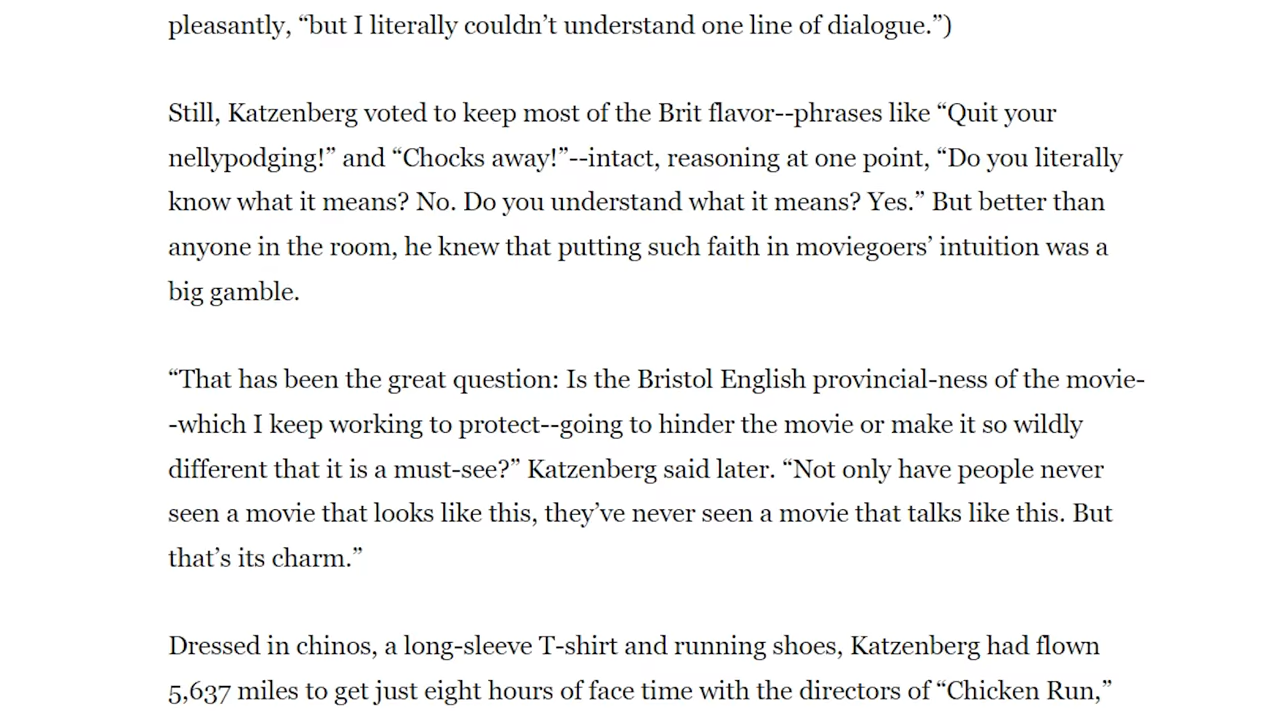 pleasantly, “but I literally couldn’t understand one line of dialogue.”)
Still, Katzenberg voted to keep most of the Brit flavor--phrases like “Quit your
nellypodging!” and “Chocks away!”--intact, reasoning at one point, “Do you literally
know what it means? No. Do you understand what it means? Yes.” But better than
anyone in the room, he knew that putting such faith in moviegoers’ intuition was a
big gamble.
“That has been the great question: Is the Bristol English provincial-ness of the movie-
-which I keep working to protect--going to hinder the movie or make it so wildly
different that it is a must-see?” Katzenberg said later. “Not only have people never
seen a movie that looks like this, they’ve never seen a movie that talks like this. But
that’s its charm.”
Dressed in chinos, a long-sleeve T-shirt and running shoes, Katzenberg had flown
5,637 miles to get just eight hours of face time with the directors of “Chicken Run,”